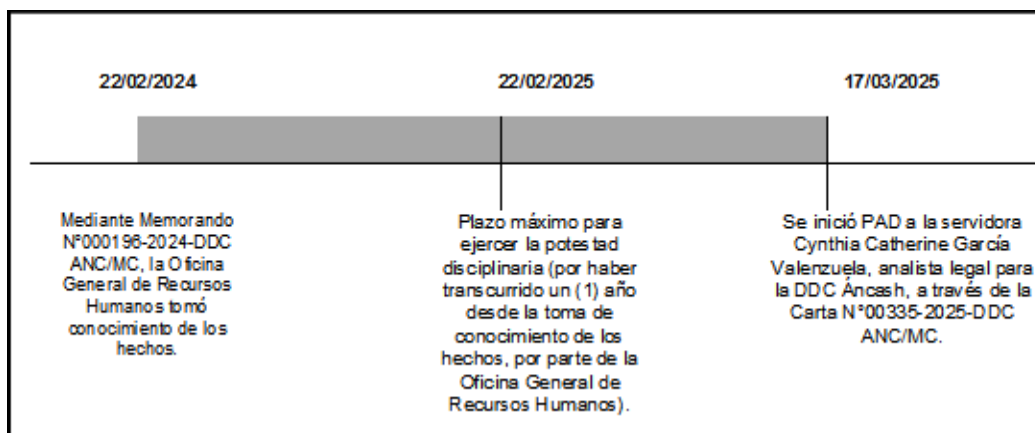 22/02/2024
22/02/2025
17/03/2025
Mediante Memorando
N°000196-2024-DDC
ANC/MC, la Oficina
General de Recursos
Humanos tomó
conocimiento de los
hechos.
Plazo máximo para
ejercer la potestad
disciplinaria (por haber
transcurrido un (1) año
desde la toma de
conocimiento de los
hechos, por parte de la
Oficina General de
Recursos Humanos).
Se inició PAD a la servidora
Cynthia Catherine García
Valenzuela, analista legal para
la DDC Áncash, a través de la
Carta N°00335-2025-DDC
ANC/MC.